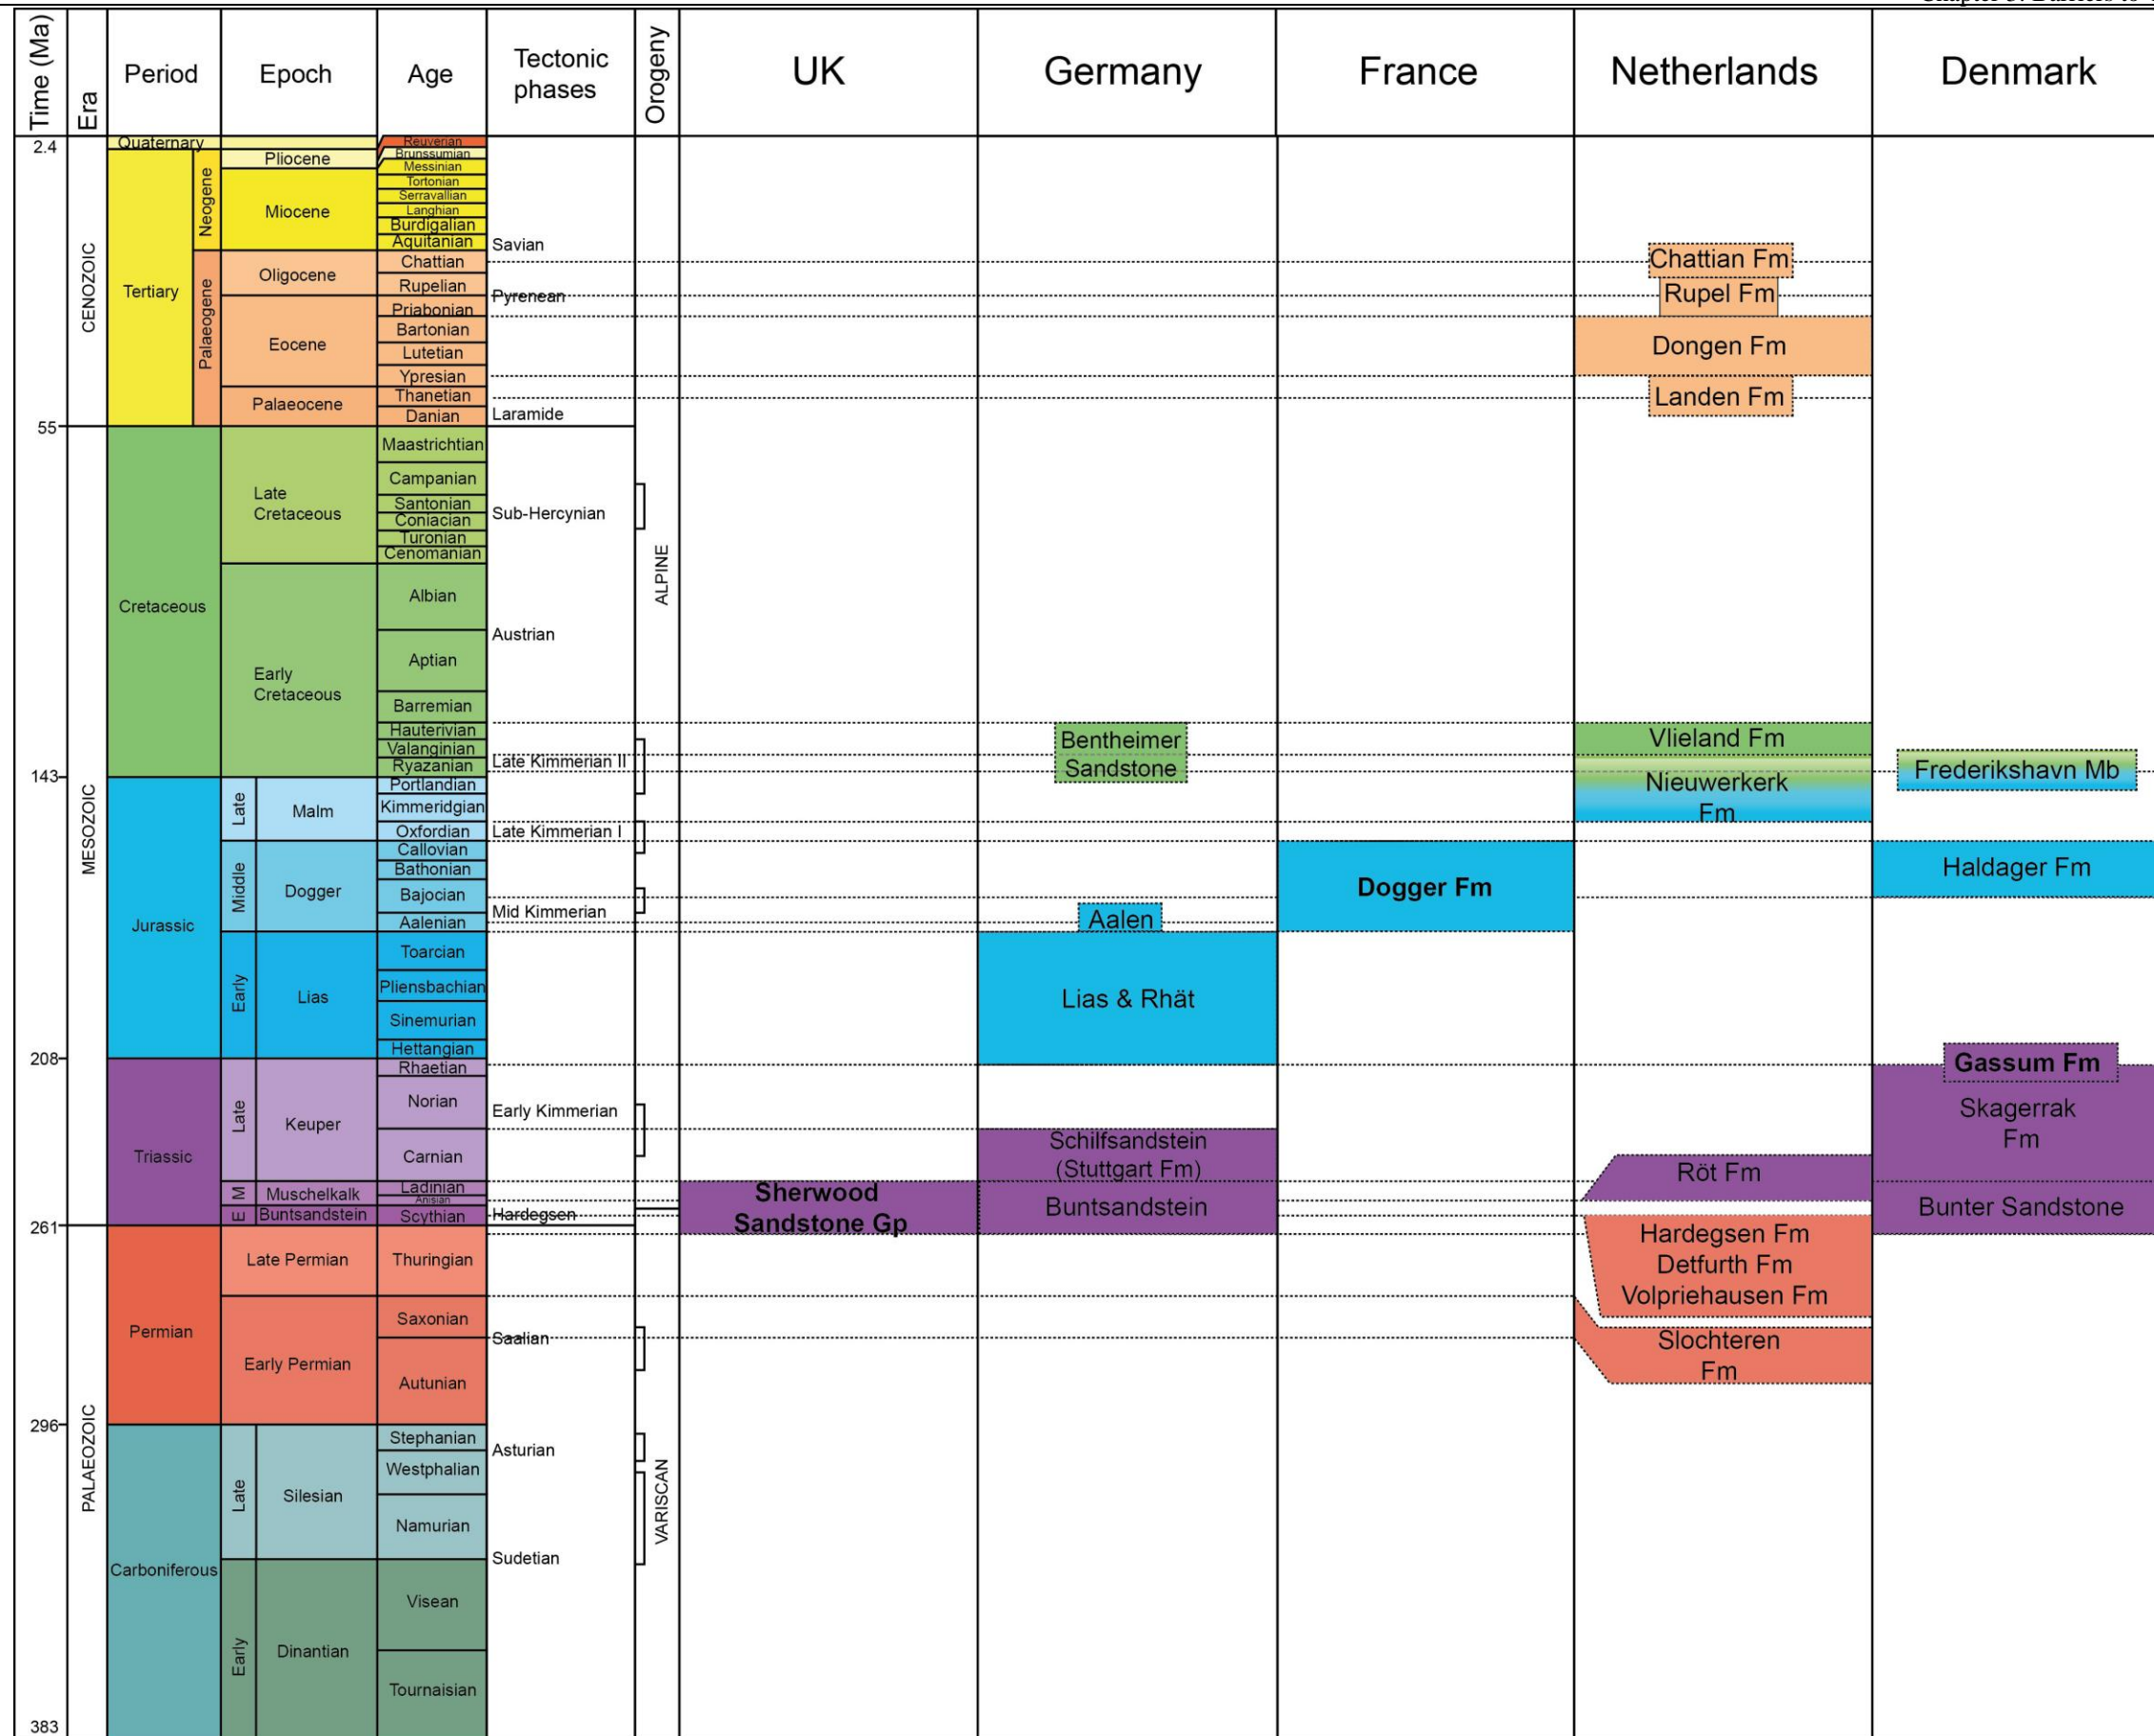 Time (Ma)
Era
Period
Epoch
Age
Tectonic
phases
Orogeny
UK
Germany
France
Netherlands
Denmark
2.4
55
143
208
261
296
383
CENOZOIC
MESOZOIC
PALAEOZOIC
Quaternary
Tertiary
Neogene
Palaeogene
Cretaceous
Jurassic
Triassic
Permian
Carboniferous
Pliocene
Miocene
Oligocene
Eocene
Palaeocene
Late
Cretaceous
Early
Cretaceous
Late
Malm
Middle
Dogger
Early
Lias
Late
Keuper
M
Muschelkalk
E
Buntsandstein
Late Permian
Early Permian
Late
Silesian
Early
Dinantian
Reuverian
Brunssumian
Messinian
Tortonian
Serravallian
Langhian
Burdigalian
Aquitanian
Chattian
Rupelian
Priabonian
Bartonian
Lutetian
Ypresian
Thanetian
Danian
Maastrichtian
Campanian
Santonian
Coniacian
Turonian
Cenomanian
Albian
Aptian
Barremian
Hauterivian
Valanginian
Ryazanian
Portlandian
Kimmeridgian
Oxfordian
Callovian
Bathonian
Bajocian
Aalenian
Toarcian
Pliensbachian
Sinemurian
Hettangian
Rhaetian
Norian
Carnian
Ladinian
Anisian
Scythian
Thuringian
Saxonian
Autunian
Stephanian
Westphalian
Namurian
Visean
Tournaisian
Savian
Pyrenean
Laramide
Sub-Hercynian
Austrian
Late Kimmerian II
Late Kimmerian I
Mid Kimmerian
Early Kimmerian
Hardegsen
Saalian
Asturian
Sudetian
ALPINE
VARISCAN
Sherwood
Sandstone Gp
Bentheimer
Sandstone
Aalen
Lias & Rhät
Schilfsandstein
(Stuttgart Fm)
Buntsandstein
Dogger Fm
Chattian Fm
Rupel Fm
Dongen Fm
Landen Fm
Vlieland Fm
Nieuwerkerk
Fm
Röt Fm
Hardegsen Fm
Detfurth Fm
Volpriehausen Fm
Slochteren
Fm
Frederikshavn Mb
Haldager Fm
Gassum Fm
Skagerrak
Fm
Bunter Sandstone